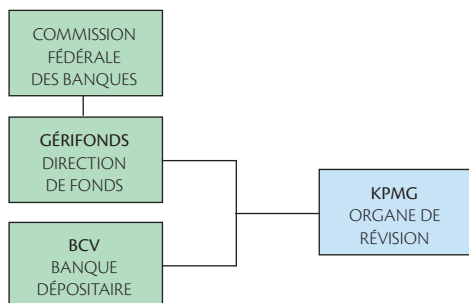 COMMISSION
FÉDÉRALE
DES BANQUES
GÉRIFONDS
DIRECTION
DE FONDS
KPMG
ORGANE DE
RÉVISION
BCV
BANQUE
DÉPOSITAIRE